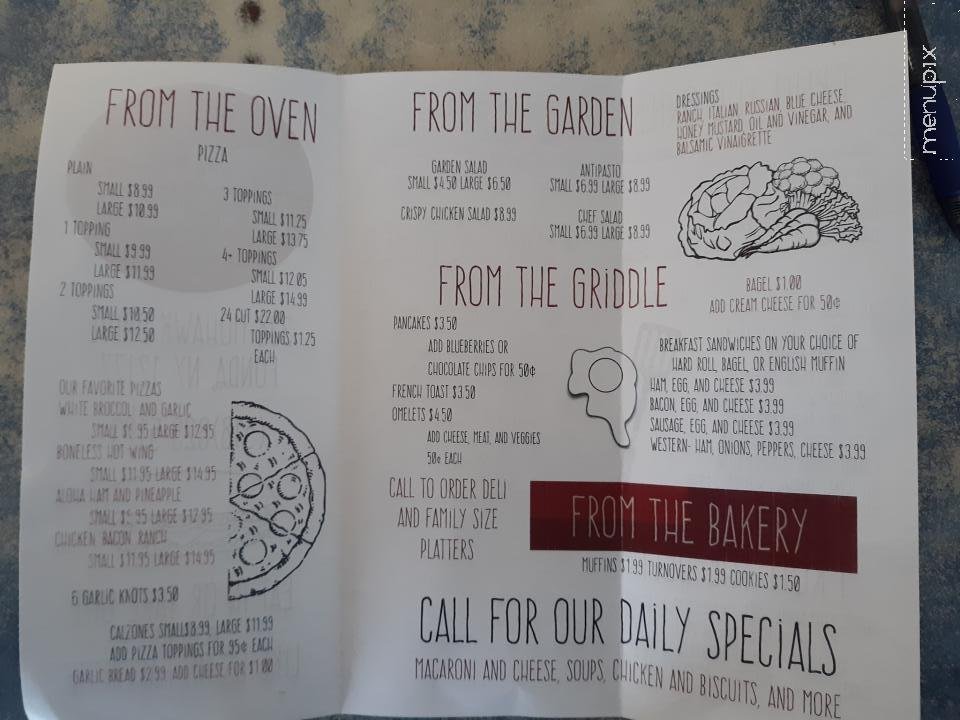 FROM THE OVEN
PIZZA
PLAIN
SMALL $8.99
LARGE $10.99
1 TOPPING
SMALL $9.99
LARGE $11.99
2 TOPPINGS
SMALL $10.50
LARGE $12.50
3 TOPPINGS
SMALL $11.25
LARGE $13.75
4+ TOPPINGS
SMALL $12.05
LARGE $14.99
24 CUT $22.00
TOPPINGS $1.25
EACH
OUR FAVORITE PIZZAS
WHITE BROCCOLI AND GARLIC
SMALL LARGE $12.95
BONELESS HOT WING
SMALL $11.95 LARGE $14.95
ALOHA HAM AND PINEAPPLE
SMALL LARGE $12.95
CHICKEN BACON RANCH
SMALL $11.95 LARGE $14.95
6 GARLIC KNOTS $3.50
CALZONES SMALL$8.99, LARGE $11.99
ADD PIZZA TOPPINGS FOR 95¢ EACH
GARLIC BREAD $2.99 ADD CHEESE FOR $1.00
FROM THE GARDEN
GARDEN SALAD
SMALL $4.50 LARGE $6.50
CRISPY CHICKEN SALAD $8.99
ANTIPASTO
SMALL $6.99 LARGE $8.99
CHEF SALAD
SMALL $6.99 LARGE $8.99
DRESSINGS
RANCH, ITALIAN, RUSSIAN, BLUE CHEESE,
HONEY MUSTARD, OIL AND VINEGAR, AND
BALSAMIC VINAIGRETTE
FROM THE GRiDDLE
PANCAKES $3.50
ADD BLUEBERRIES OR
CHOCOLATE CHIPS FOR 50¢
FRENCH TOAST $3.50
OMELETS $4.50
ADD CHEESE, MEAT, AND VEGGIES
50¢ EACH
BAGEL $1.00
ADD CREAM CHEESE FOR 50¢
BREAKFAST SANDWICHES ON YOUR CHOICE OF
HARD ROLL, BAGEL, OR ENGLISH MUFFIN
HAM, EGG, AND CHEESE $3.99
BACON, EGG, AND CHEESE $3.99
SAUSAGE, EGG, AND CHEESE $3.99
WESTERN- HAM, ONIONS, PEPPERS, CHEESE $3.99
CALL TO ORDER DELI
AND FAMILY SIZE
PLATTERS
FROM THE BAKERY
MUFFINS $1.99 TURNOVERS $1.99 COOKIES $1.50
CALL FOR OUR DAiLY SPECiALS
MACARONI AND CHEESE, SOUPS, CHICKEN AND BISCUITS, AND MORE
menupix